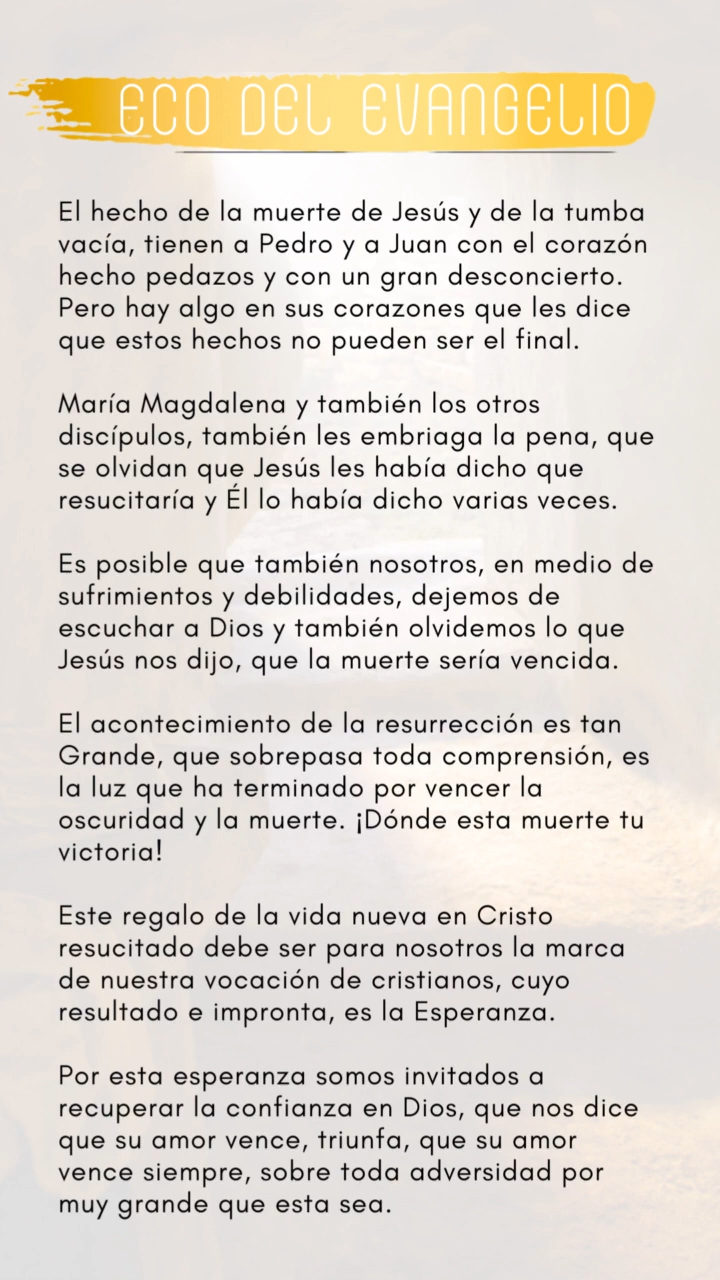 ECO DEL EVANGELIO
El hecho de la muerte de Jesús y de la tumba
vacía, tienen a Pedro y a Juan con el corazón
hecho pedazos y con un gran desconcierto.
Pero hay algo en sus corazones que les dice
que estos hechos no pueden ser el final.
María Magdalena y también los otros
discípulos, también les embriaga la pena, que
se olvidan que Jesús les había dicho que
resucitaría y Él lo había dicho varias veces.
Es posible que también nosotros, en medio de
sufrimientos y debilidades, dejemos de
escuchar a Dios y también olvidemos lo que
Jesús nos dijo, que la muerte sería vencida.
El acontecimiento de la resurrección es tan
Grande, que sobrepasa toda comprensión, es
la luz que ha terminado por vencer la
oscuridad y la muerte. ¡Dónde esta muerte tu
victoria!
Este regalo de la vida nueva en Cristo
resucitado debe ser para nosotros la marca
de nuestra vocación de cristianos, cuyo
resultado e impronta, es la Esperanza.
Por esta esperanza somos invitados a
recuperar la confianza en Dios, que nos dice
que su amor vence, triunfa, que su amor
vence siempre, sobre toda adversidad por
muy grande que esta sea.